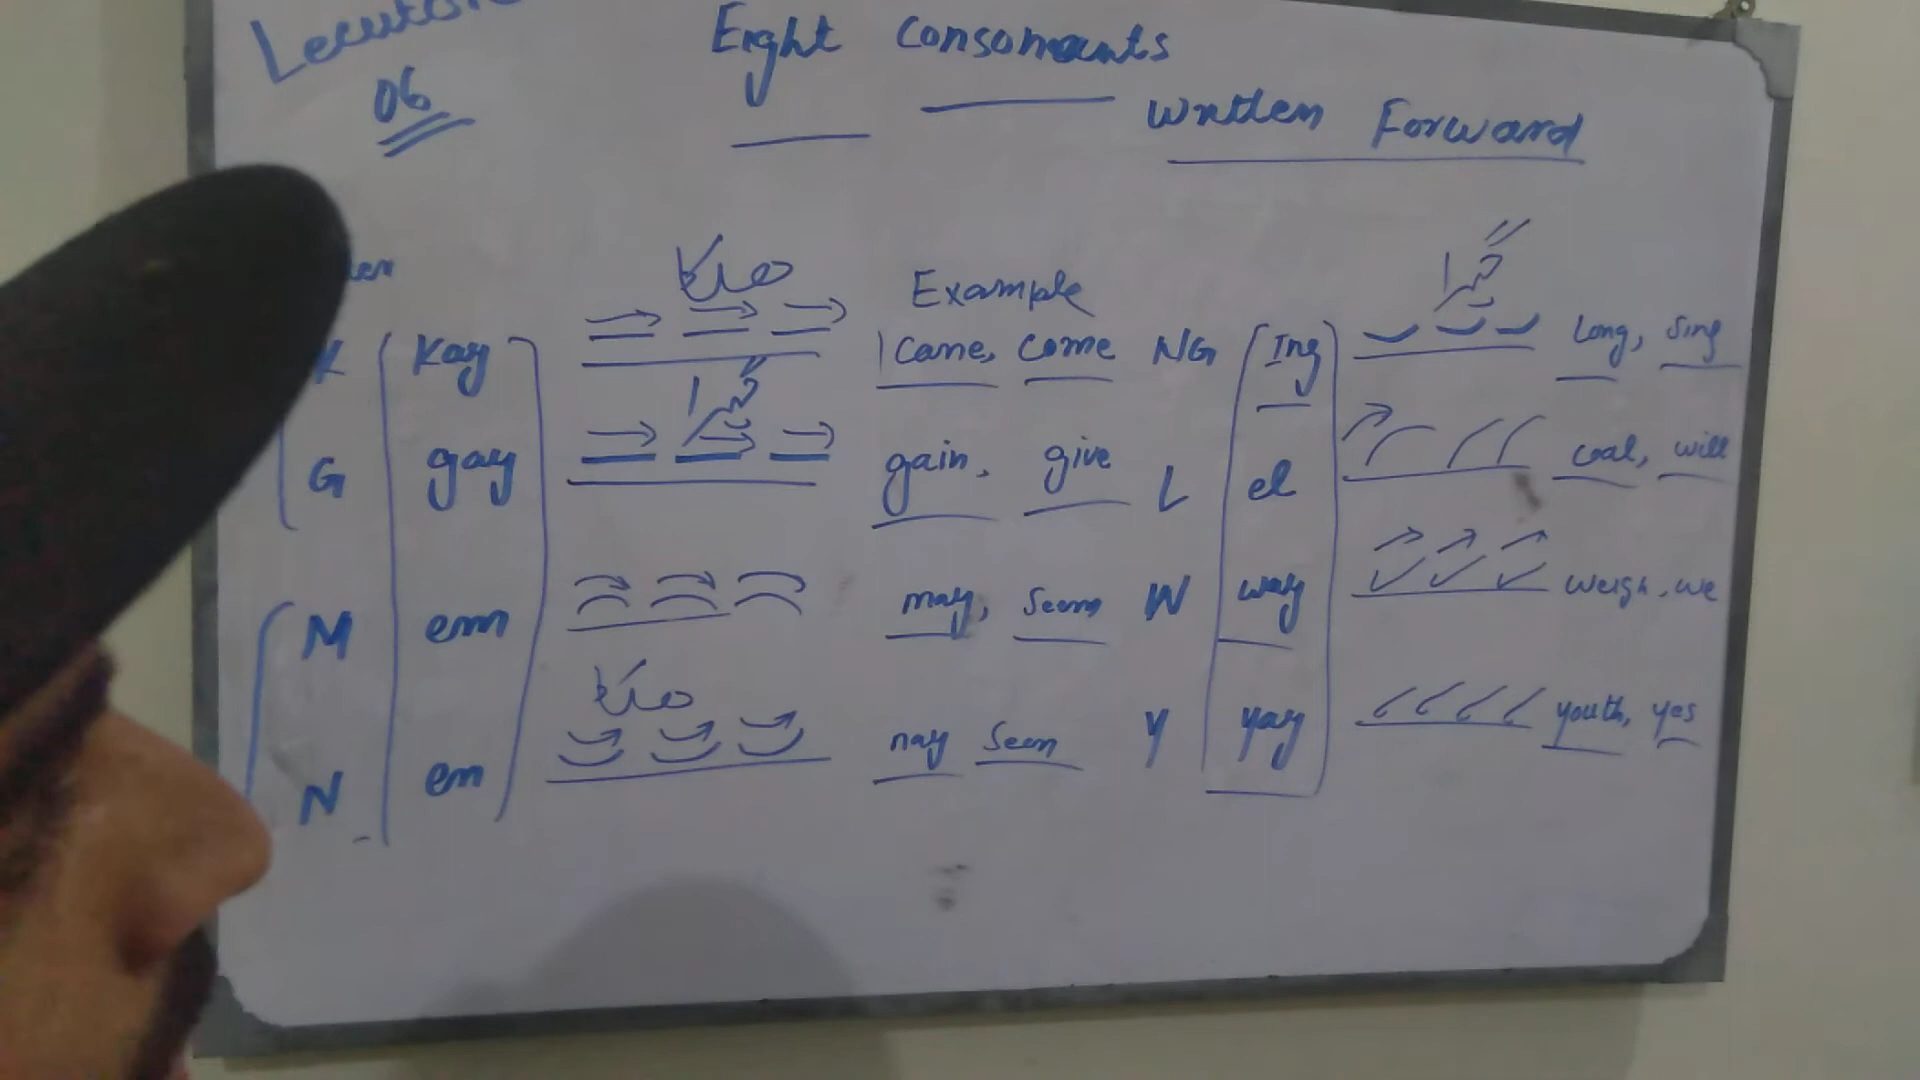 Lecture
06
Eight Consonants
Written Forward
Example
K Kay Came, Come NG Ing Long, Sing
G gay gain, give L el coal, will
M em may, seem W way weigh, we
N en nay seen Y yay youth, yes